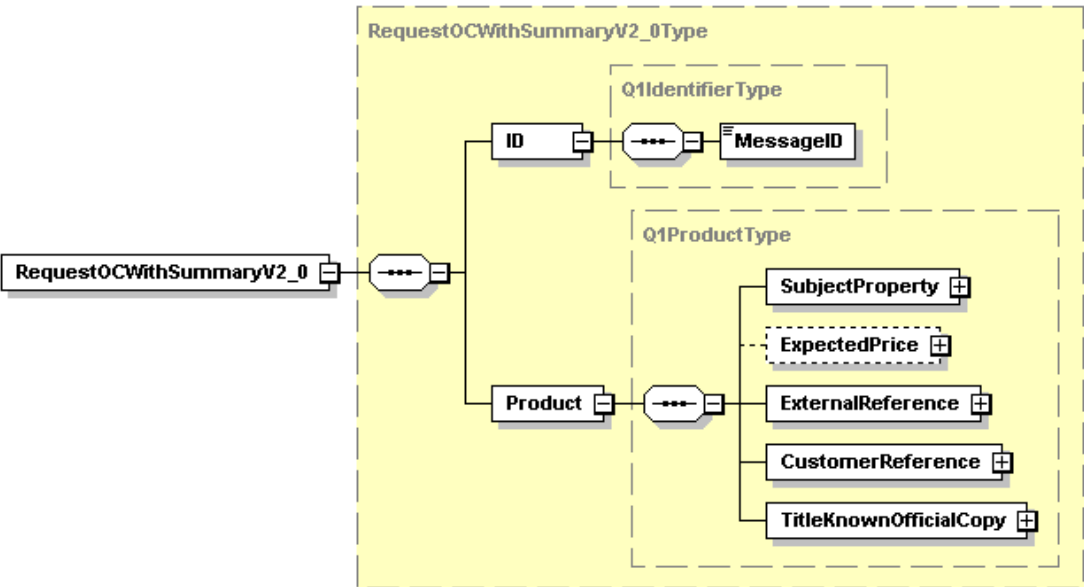 RequestOCWithSummaryV2_0Type
Q1IdentifierType
ID
MessageID
Q1ProductType
RequestOCWithSummaryV2_0
SubjectProperty
ExpectedPrice
Product
ExternalReference
CustomerReference
TitleKnownOfficialCopy